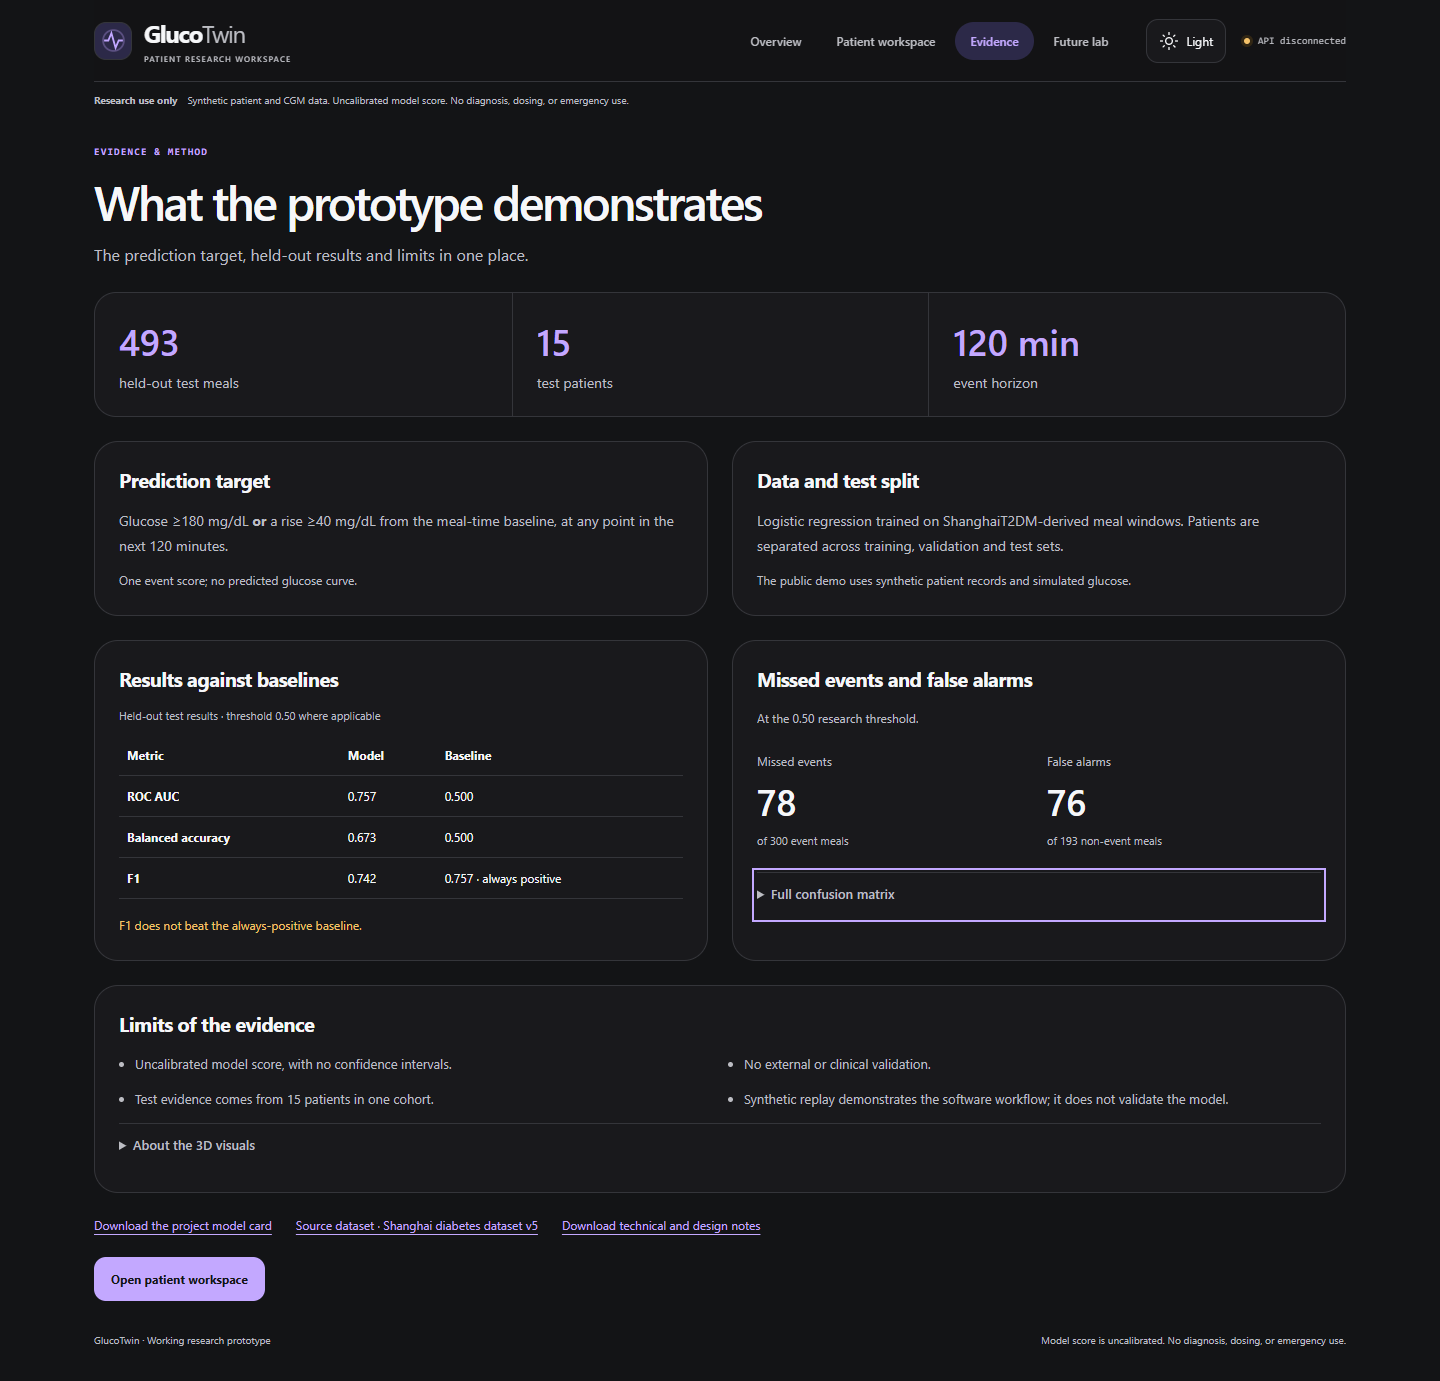 GlucoTwin
PATIENT RESEARCH WORKSPACE
Overview
Patient workspace
Evidence
Future lab
Light
API disconnected
Research use only Synthetic patient and CGM data. Uncalibrated model score. No diagnosis, dosing, or emergency use.
EVIDENCE & METHOD
What the prototype demonstrates
The prediction target, held-out results and limits in one place.
493
held-out test meals
15
test patients
120 min
event horizon
Prediction target
Glucose ≥180 mg/dL or a rise ≥40 mg/dL from the meal-time baseline, at any point in the
next 120 minutes.
One event score; no predicted glucose curve.
Data and test split
Logistic regression trained on ShanghaiT2DM-derived meal windows. Patients are
separated across training, validation and test sets.
The public demo uses synthetic patient records and simulated glucose.
Results against baselines
Held-out test results · threshold 0.50 where applicable
Metric Model Baseline
ROC AUC 0.757 0.500
Balanced accuracy 0.673 0.500
F1 0.742 0.757 · always positive
F1 does not beat the always-positive baseline.
Missed events and false alarms
At the 0.50 research threshold.
Missed events
78
of 300 event meals
False alarms
76
of 193 non-event meals
Full confusion matrix
Limits of the evidence
Uncalibrated model score, with no confidence intervals.
No external or clinical validation.
Test evidence comes from 15 patients in one cohort.
Synthetic replay demonstrates the software workflow; it does not validate the model.
About the 3D visuals
Download the project model card
Source dataset · Shanghai diabetes dataset v5
Download technical and design notes
Open patient workspace
GlucoTwin · Working research prototype
Model score is uncalibrated. No diagnosis, dosing, or emergency use.